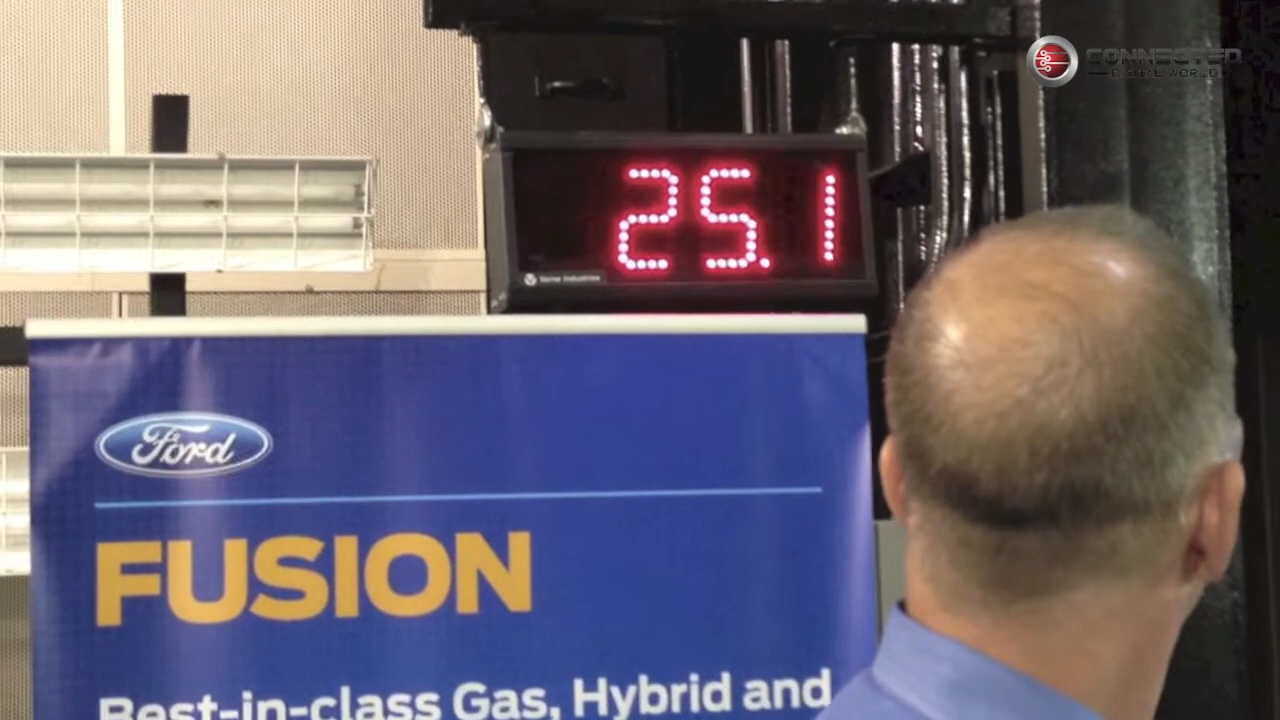 CONNECTED
DIGITAL WORLD
25.1
Ford
FUSION
Best-in-class Gas, Hybrid and